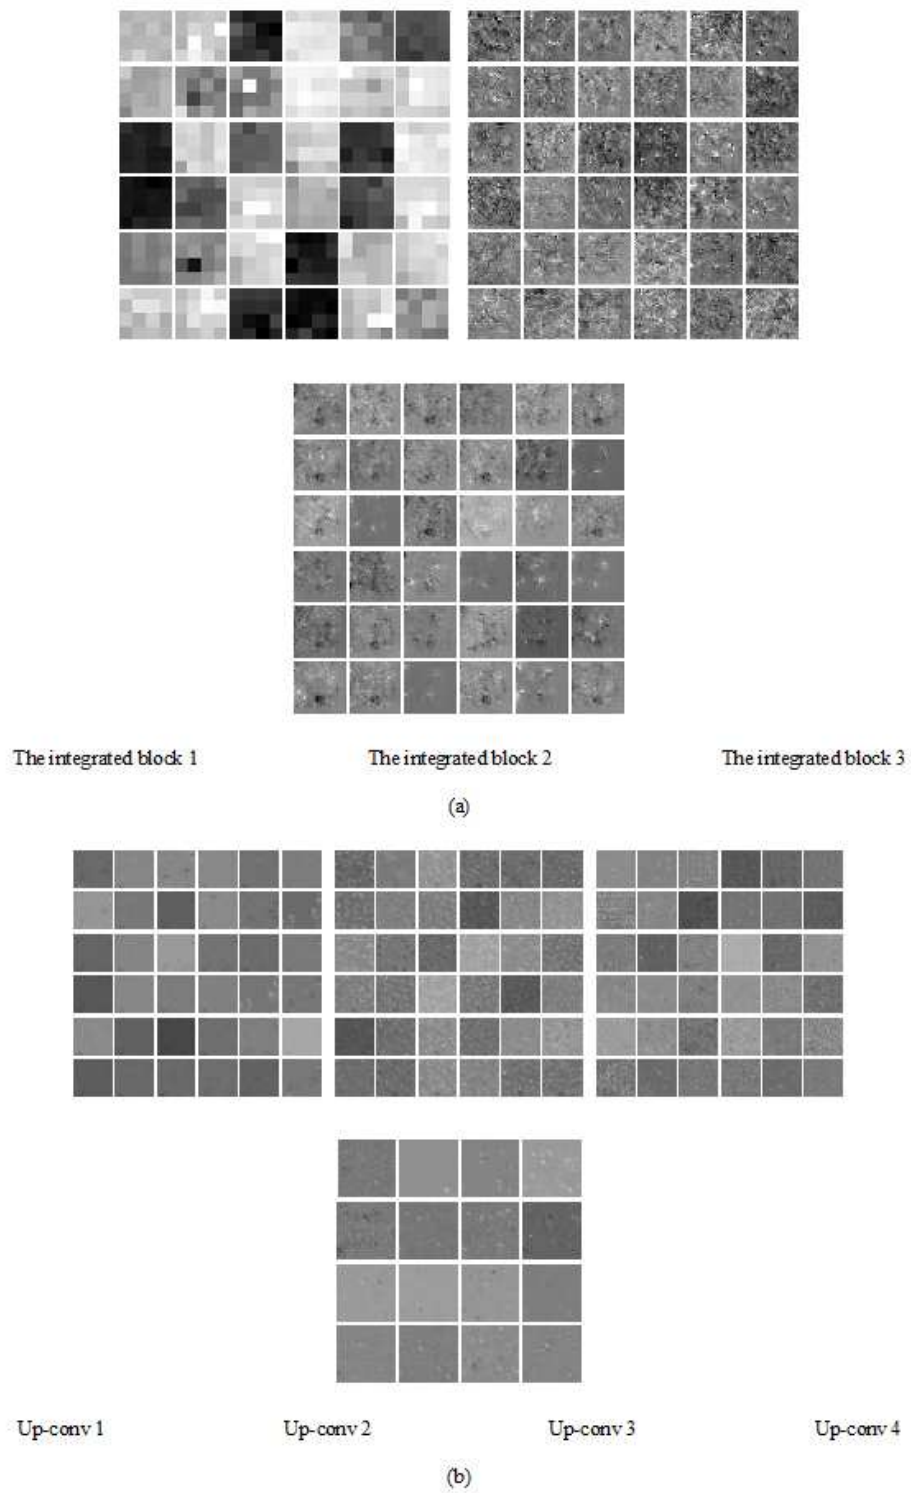 The integrated block 1 The integrated block 2 The integrated block 3
(a)
Up-conv 1 Up-conv 2 Up-conv 3 Up-conv 4
(b)